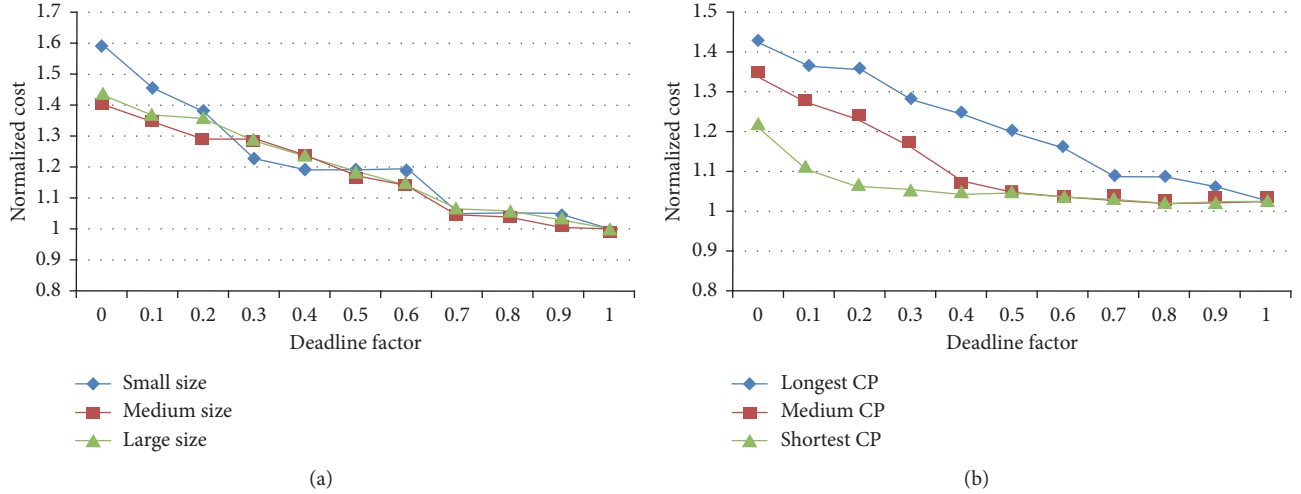 1.7
1.6
1.5
1.4
1.3
1.2
1.1
1
0.9
0.8
Normalized cost
0 0.1 0.2 0.3 0.4 0.5 0.6 0.7 0.8 0.9 1
Deadline factor
Small size
Medium size
Large size
(a)
1.5
1.4
1.3
1.2
1.1
1
0.9
0.8
Normalized cost
0 0.1 0.2 0.3 0.4 0.5 0.6 0.7 0.8 0.9 1
Deadline factor
Longest CP
Medium CP
Shortest CP
(b)